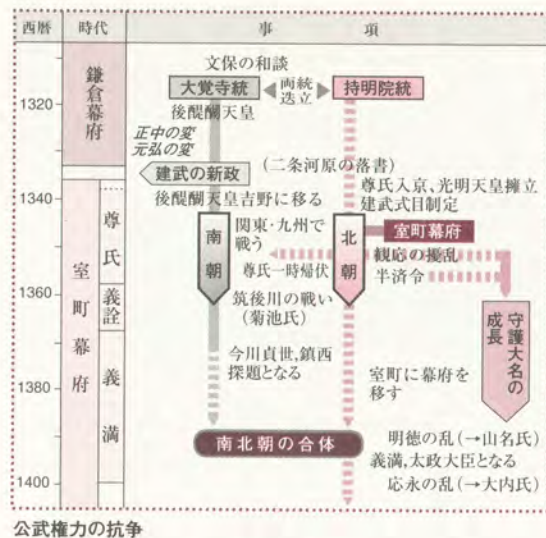 西暦 時代 事項
鎌倉幕府
1320
1340
1360
1380
1400
室町幕府
尊氏
義詮
義満
文保の和談
大覚寺統
両統迭立
持明院統
後醍醐天皇
正中の変
元弘の変
建武の新政
(二条河原の落書)
後醍醐天皇吉野に移る
尊氏入京、光明天皇擁立
建武式目制定
南朝
関東・九州で戦う
北朝
室町幕府
観応の擾乱
尊氏一時帰伏
半済令
筑後川の戦い
(菊池氏)
守護大名の成長
今川貞世、鎮西
探題となる
室町に幕府を
移す
南北朝の合体
明徳の乱(→山名氏)
義満、太政大臣となる
応永の乱(→大内氏)
公武権力の抗争